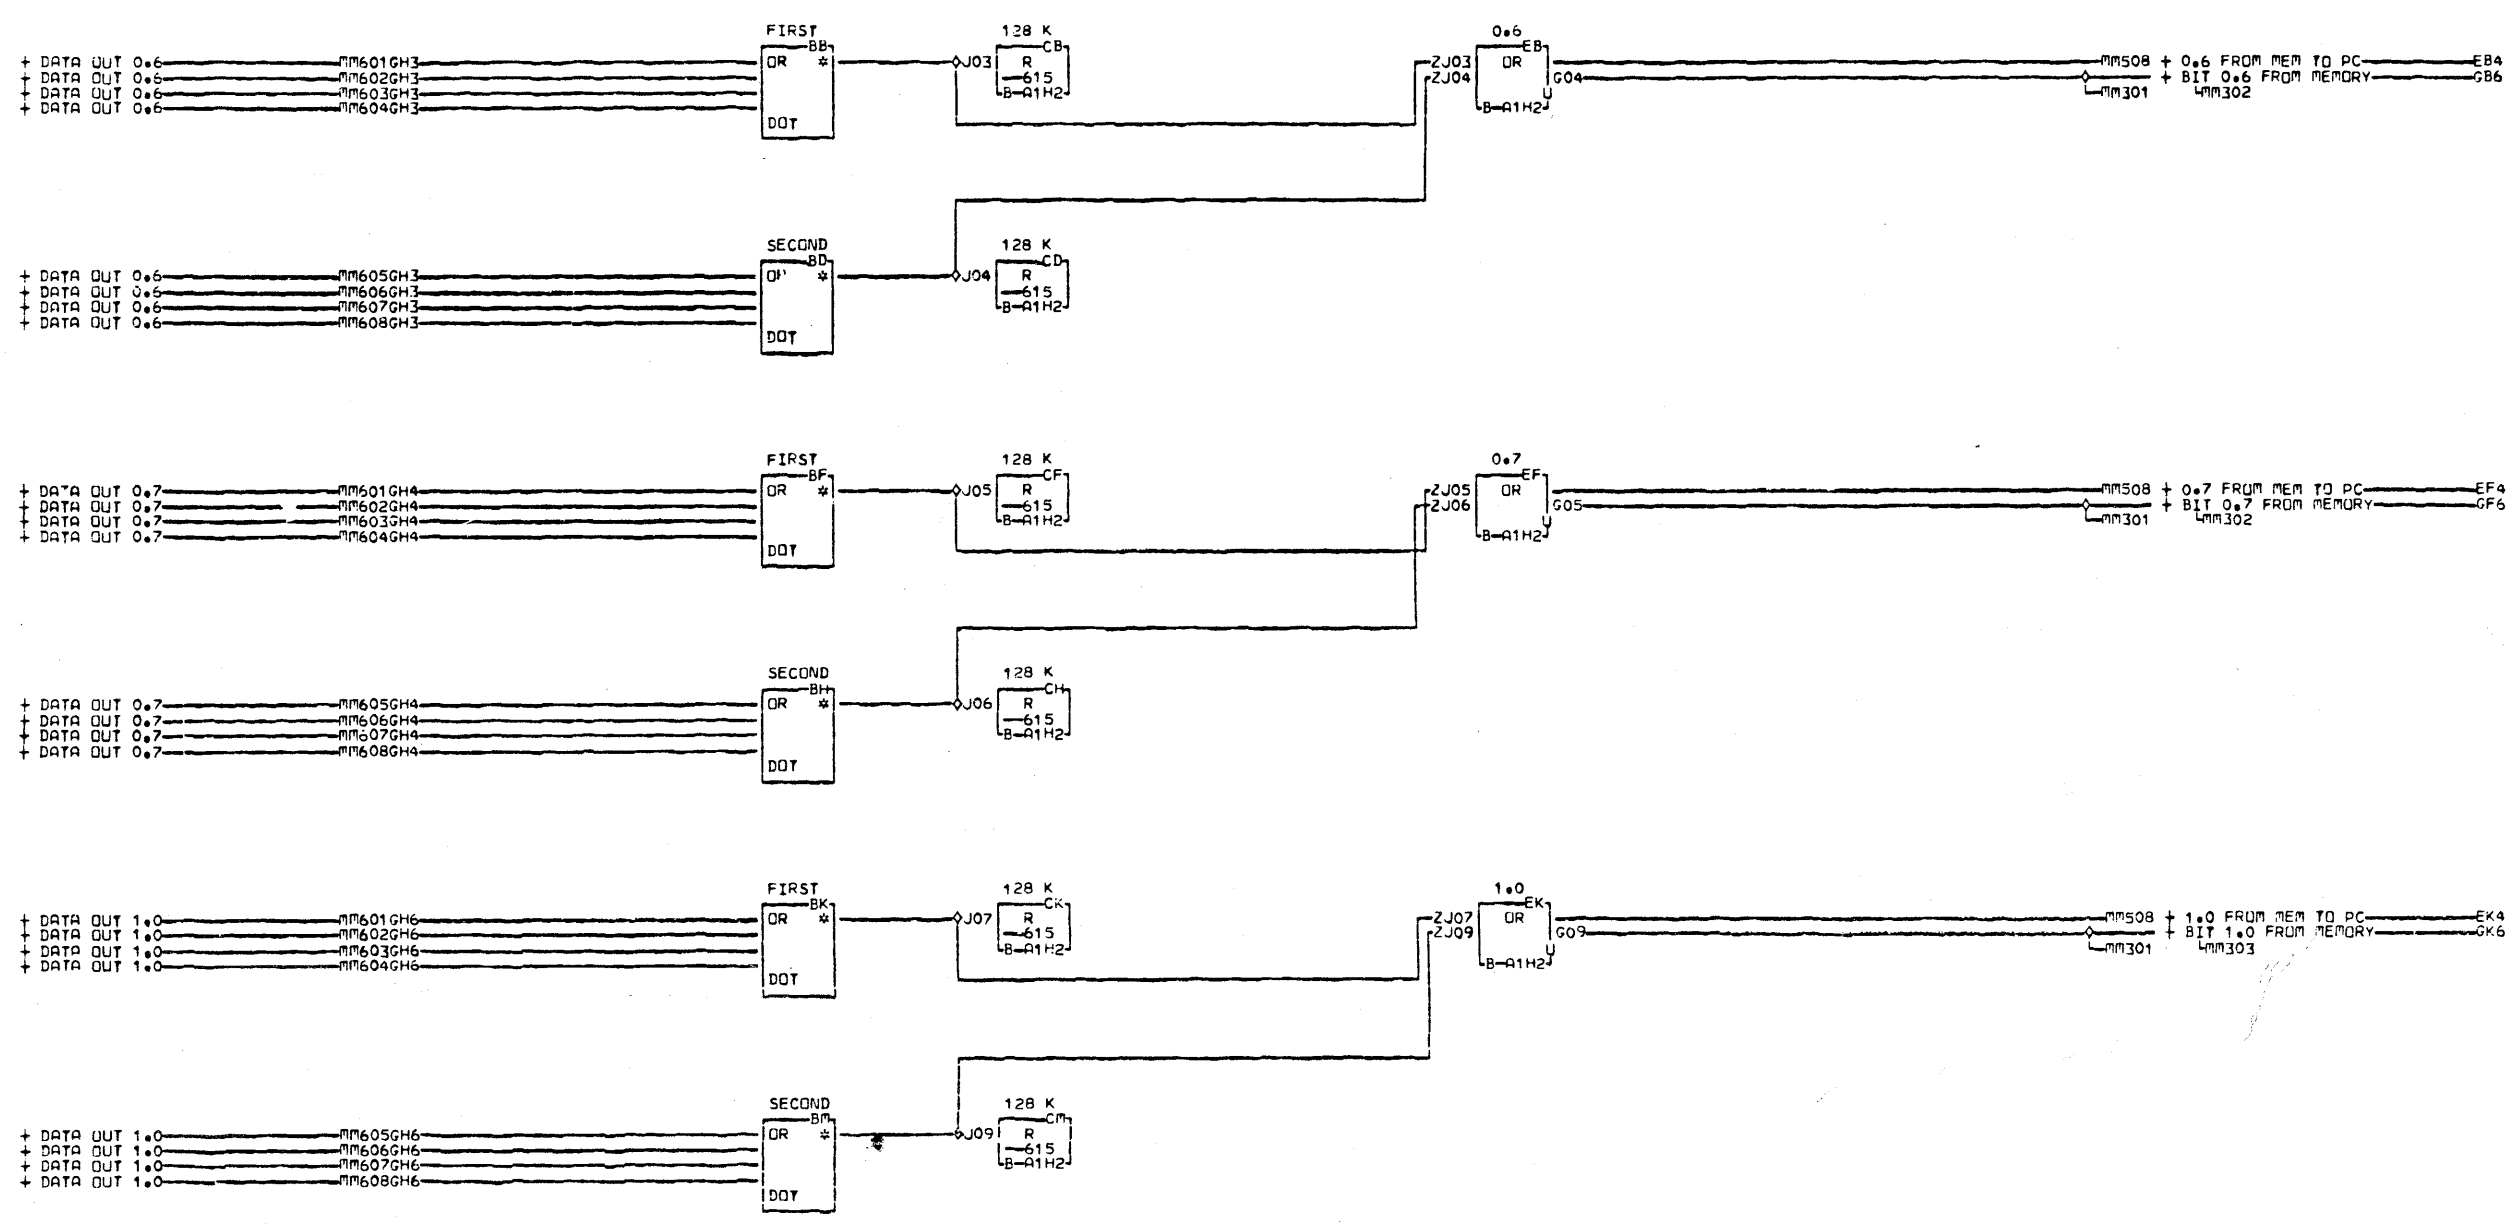 FIRST 128 K 0.6
BB CB EB
+ DATA OUT 0.6 MM601GH3 OR * J03 R ZJ03 OR MM508 + 0.6 FROM MEM TO PC EB4
+ DATA OUT 0.6 MM602GH3 615 ZJ04 G04 + BIT 0.6 FROM MEMORY GB6
+ DATA OUT 0.6 MM603GH3 B-A1H2 U MM301 MM302
+ DATA OUT 0.6 MM604GH3 B-A1H2
DOT
SECOND 128 K
BD CD
+ DATA OUT 0.6 MM605GH3 * J04 R
+ DATA OUT 0.6 MM606GH3 615
+ DATA OUT 0.6 MM607GH3 B-A1H2
+ DATA OUT 0.6 MM608GH3
DOT
FIRST 128 K 0.7
BF CF EF
+ DATA OUT 0.7 MM601GH4 OR * J05 R ZJ05 OR MM508 + 0.7 FROM MEM TO PC EF4
+ DATA OUT 0.7 MM602GH4 615 ZJ06 G05 + BIT 0.7 FROM MEMORY GF6
+ DATA OUT 0.7 MM603GH4 B-A1H2 U MM301 MM302
+ DATA OUT 0.7 MM604GH4 B-A1H2
DOT
SECOND 128 K
BH CH
+ DATA OUT 0.7 MM605GH4 OR * J06 R
+ DATA OUT 0.7 MM606GH4 615
+ DATA OUT 0.7 MM607GH4 B-A1H2
+ DATA OUT 0.7 MM608GH4
DOT
FIRST 128 K 1.0
BK CK EK
+ DATA OUT 1.0 MM601GH6 OR * J07 R ZJ07 OR MM508 + 1.0 FROM MEM TO PC EK4
+ DATA OUT 1.0 MM602GH6 615 ZJ09 G09 + BIT 1.0 FROM MEMORY GK6
+ DATA OUT 1.0 MM603GH6 B-A1H2 U MM301 MM303
+ DATA OUT 1.0 MM604GH6 B-A1H2
DOT
SECOND 128 K
BM CM
+ DATA OUT 1.0 MM605GH6 OR * J09 R
+ DATA OUT 1.0 MM606GH6 615
+ DATA OUT 1.0 MM607GH6 B-A1H2
+ DATA OUT 1.0 MM608GH6
DOT